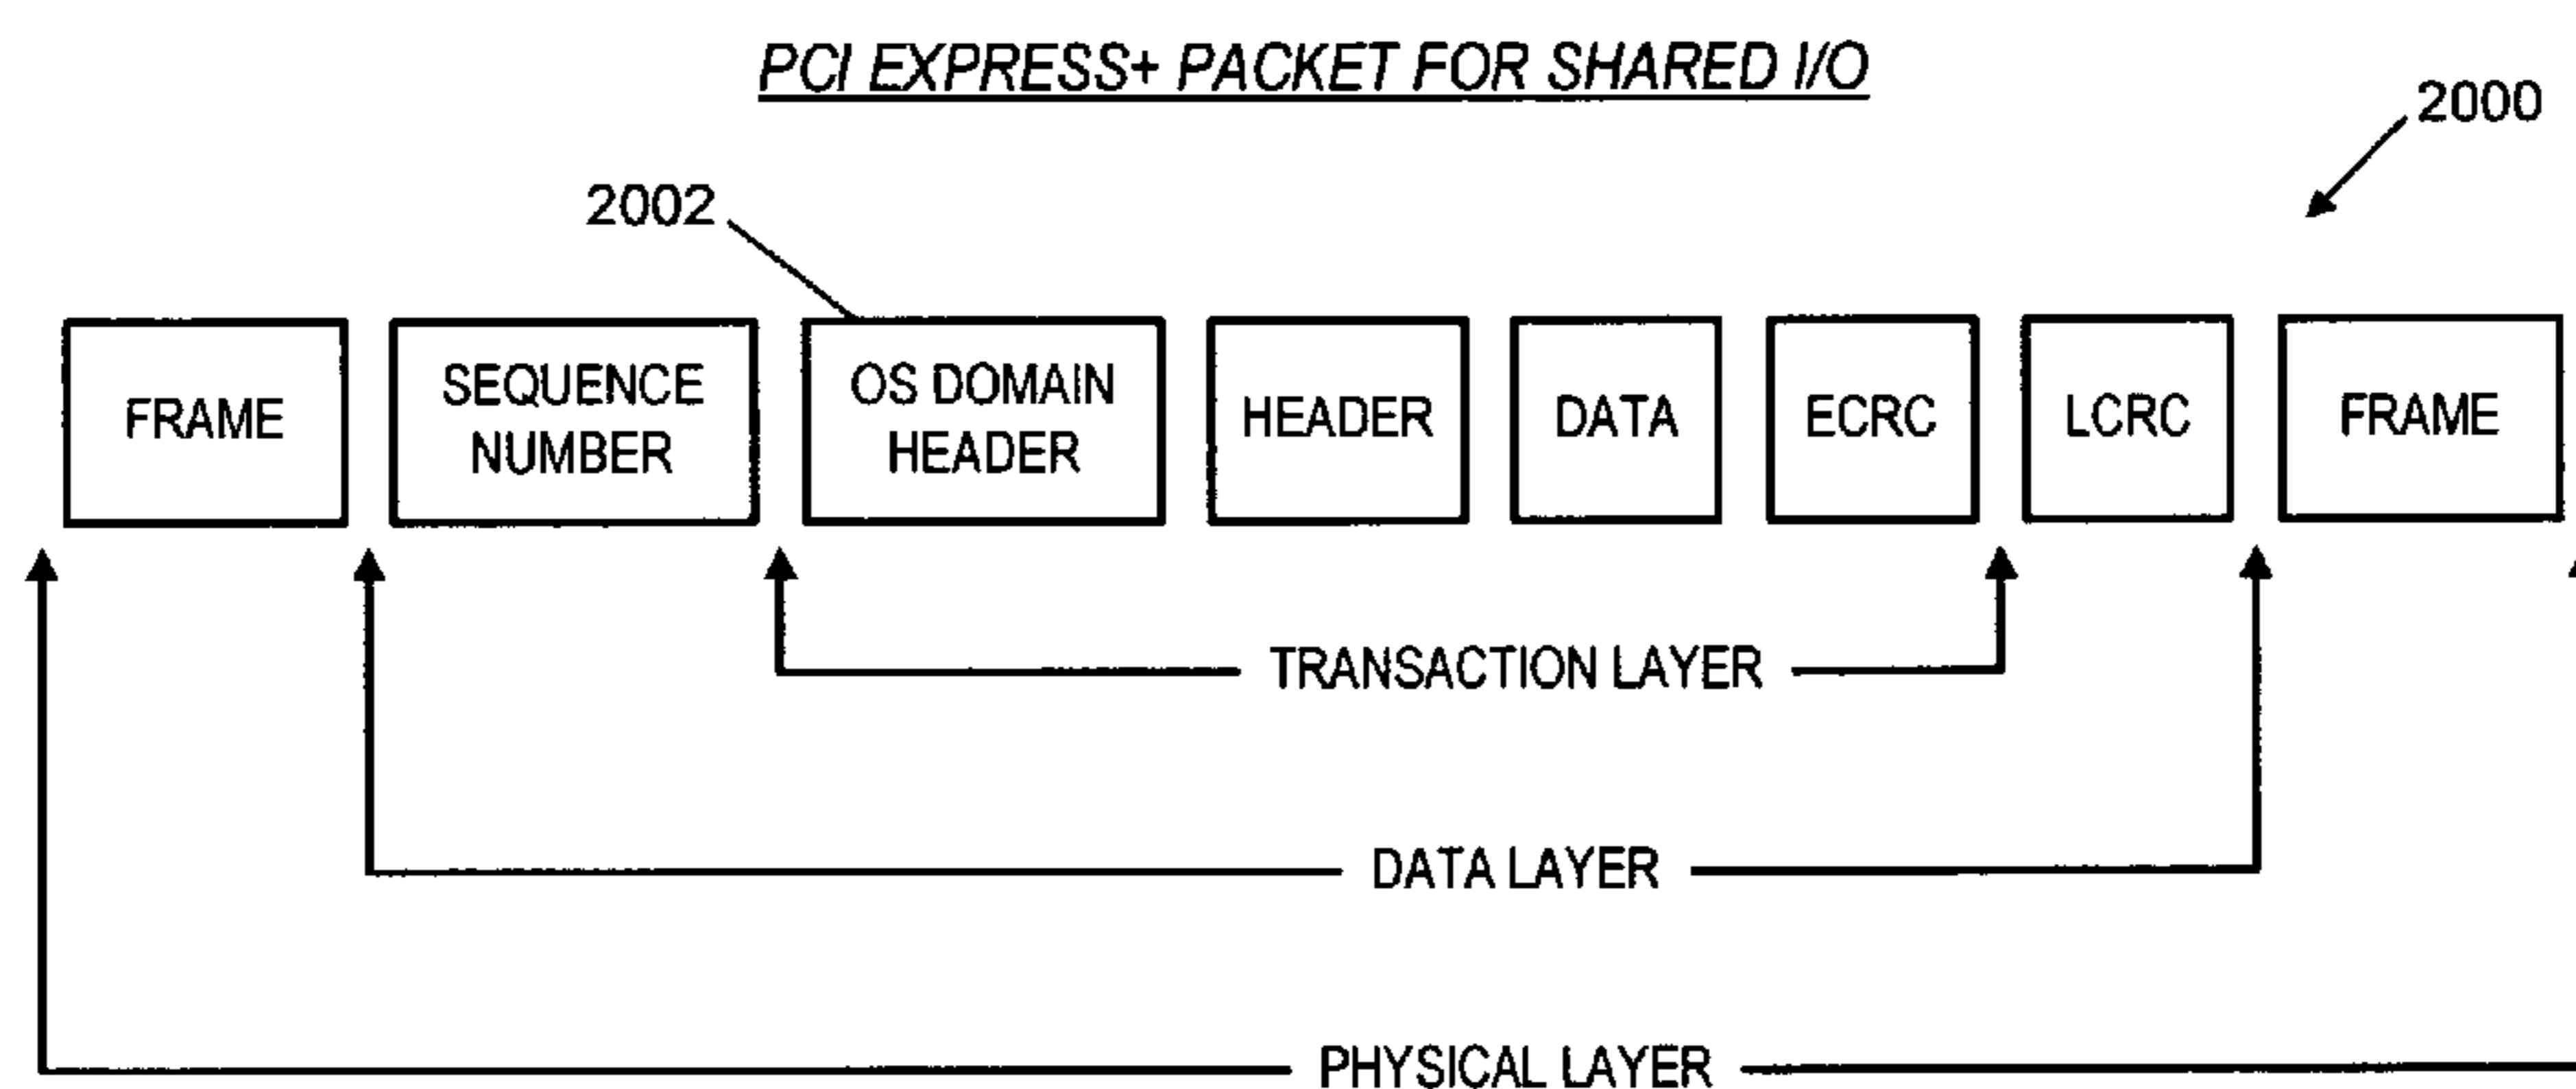 PCI EXPRESS+ PACKET FOR SHARED I/O
2000
2002
FRAME
SEQUENCE
NUMBER
OS DOMAIN
HEADER
HEADER
DATA
ECRC
LCRC
FRAME
TRANSACTION LAYER
DATA LAYER
PHYSICAL LAYER